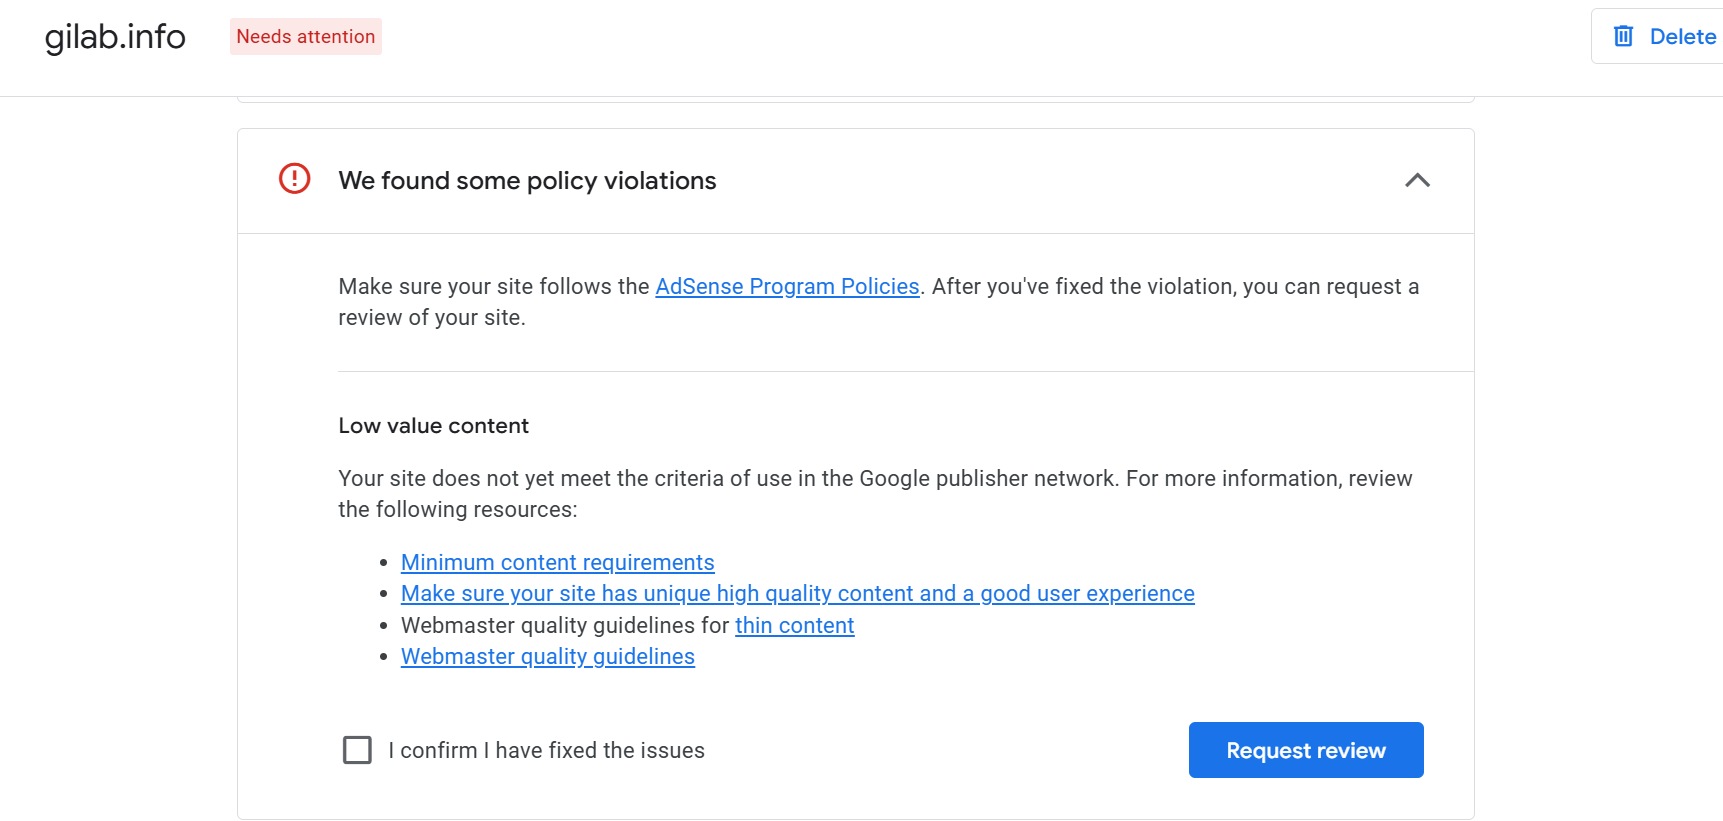 gilab.info
Needs attention
Delete
We found some policy violations
Make sure your site follows the AdSense Program Policies. After you've fixed the violation, you can request a
review of your site.
Low value content
Your site does not yet meet the criteria of use in the Google publisher network. For more information, review
the following resources:
• Minimum content requirements
• Make sure your site has unique high quality content and a good user experience
• Webmaster quality guidelines for thin content
• Webmaster quality guidelines
I confirm I have fixed the issues
Request review